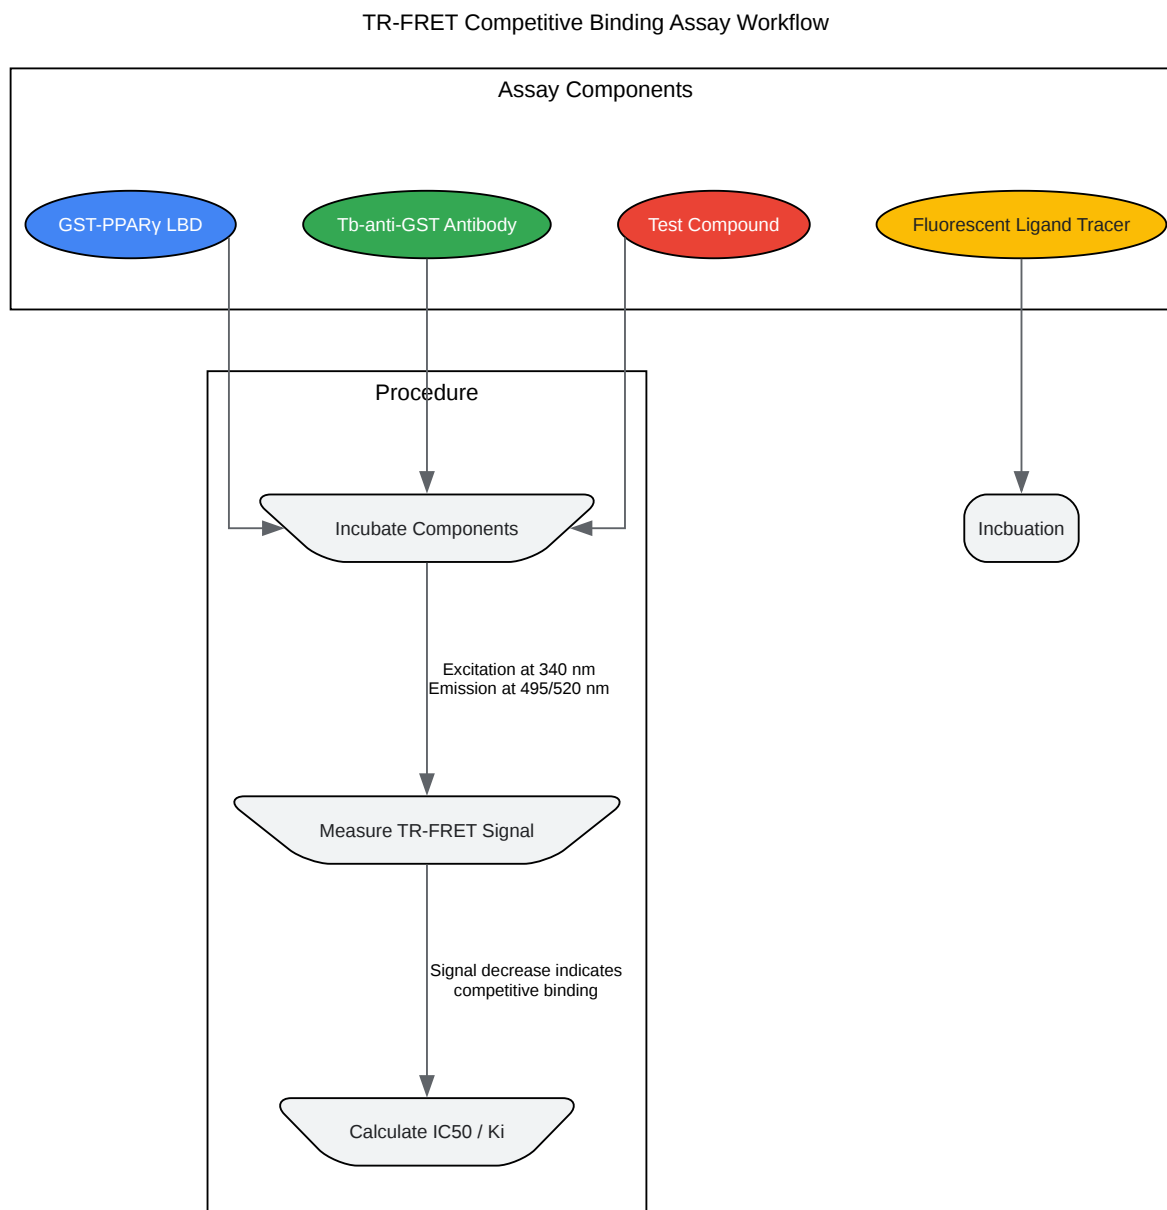 TR-FRET Competitive Binding Assay Workflow
Assay Components
GST-PPARγ LBD
Tb-anti-GST Antibody
Test Compound
Fluorescent Ligand Tracer
Procedure
Incubate Components
Incbuation
Excitation at 340 nm
Emission at 495/520 nm
Measure TR-FRET Signal
Signal decrease indicates
competitive binding
Calculate IC50 / Ki